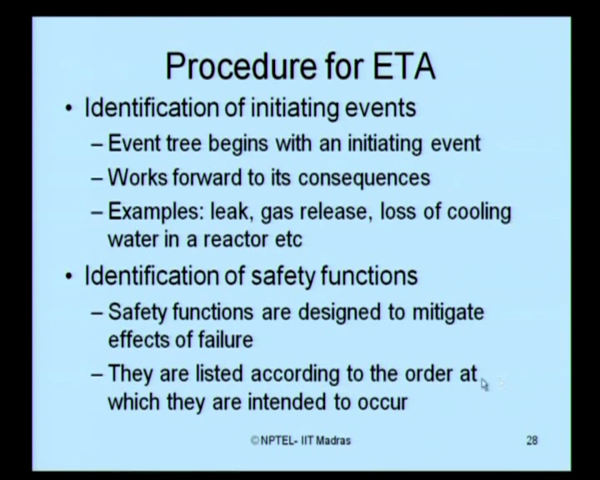 Procedure for ETA
• Identification of initiating events
– Event tree begins with an initiating event
– Works forward to its consequences
– Examples: leak, gas release, loss of cooling
water in a reactor etc
• Identification of safety functions
– Safety functions are designed to mitigate
effects of failure
– They are listed according to the order at
which they are intended to occur
©NPTEL- IIT Madras
28